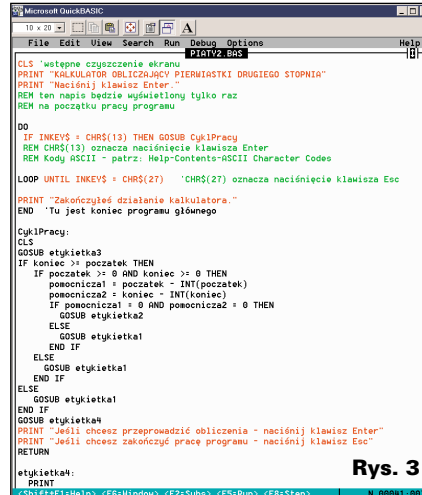 Microsoft QuickBASIC
10 x 20
A
File Edit View Search Run Debug Options Help
PIATY2.BAS
CLS 'wstępne czyszczenie ekranu
PRINT "KALKULATOR OBLICZAJĄCY PIERWIASTKI DRUGIEGO STOPNIA"
PRINT "Naciśnij klawisz Enter."
REM ten napis będzie wyświetlony tylko raz
REM na początku pracy programu
DO
IF INKEY$ = CHR$(13) THEN GOSUB CyklPracy
REM CHR$(13) oznacza naciśnięcie klawisza Enter
REM Kody ASCII - patrz: Help-Contents-ASCII Character Codes
LOOP UNTIL INKEY$ = CHR$(27) 'CHR$(27) oznacza naciśnięcie klawisza Esc
PRINT "Zakończyłeś działanie kalkulatora."
END 'Tu jest koniec programu głównego
CyklPracy:
CLS
GOSUB etykietka3
IF koniec >= poczatek THEN
IF poczatek >= 0 AND koniec >= 0 THEN
pomocnicza1 = poczatek - INT(poczatek)
pomocnicza2 = koniec - INT(koniec)
IF pomocnicza1 = 0 AND pomocnicza2 = 0 THEN
GOSUB etykietka2
ELSE
GOSUB etykietka1
END IF
ELSE
GOSUB etykietka1
END IF
ELSE
GOSUB etykietka1
END IF
GOSUB etykietka4
PRINT "Jeśli chcesz przeprowadzić obliczenia - naciśnij klawisz Enter"
PRINT "Jeśli chcesz zakończyć pracę programu - naciśnij klawisz Esc"
RETURN
etykietka4:
PRINT
<Shift+F1=Help> <F6=Window> <F2=Subs> <F5=Run> <F8=Step> N 00041:00
Rys. 3